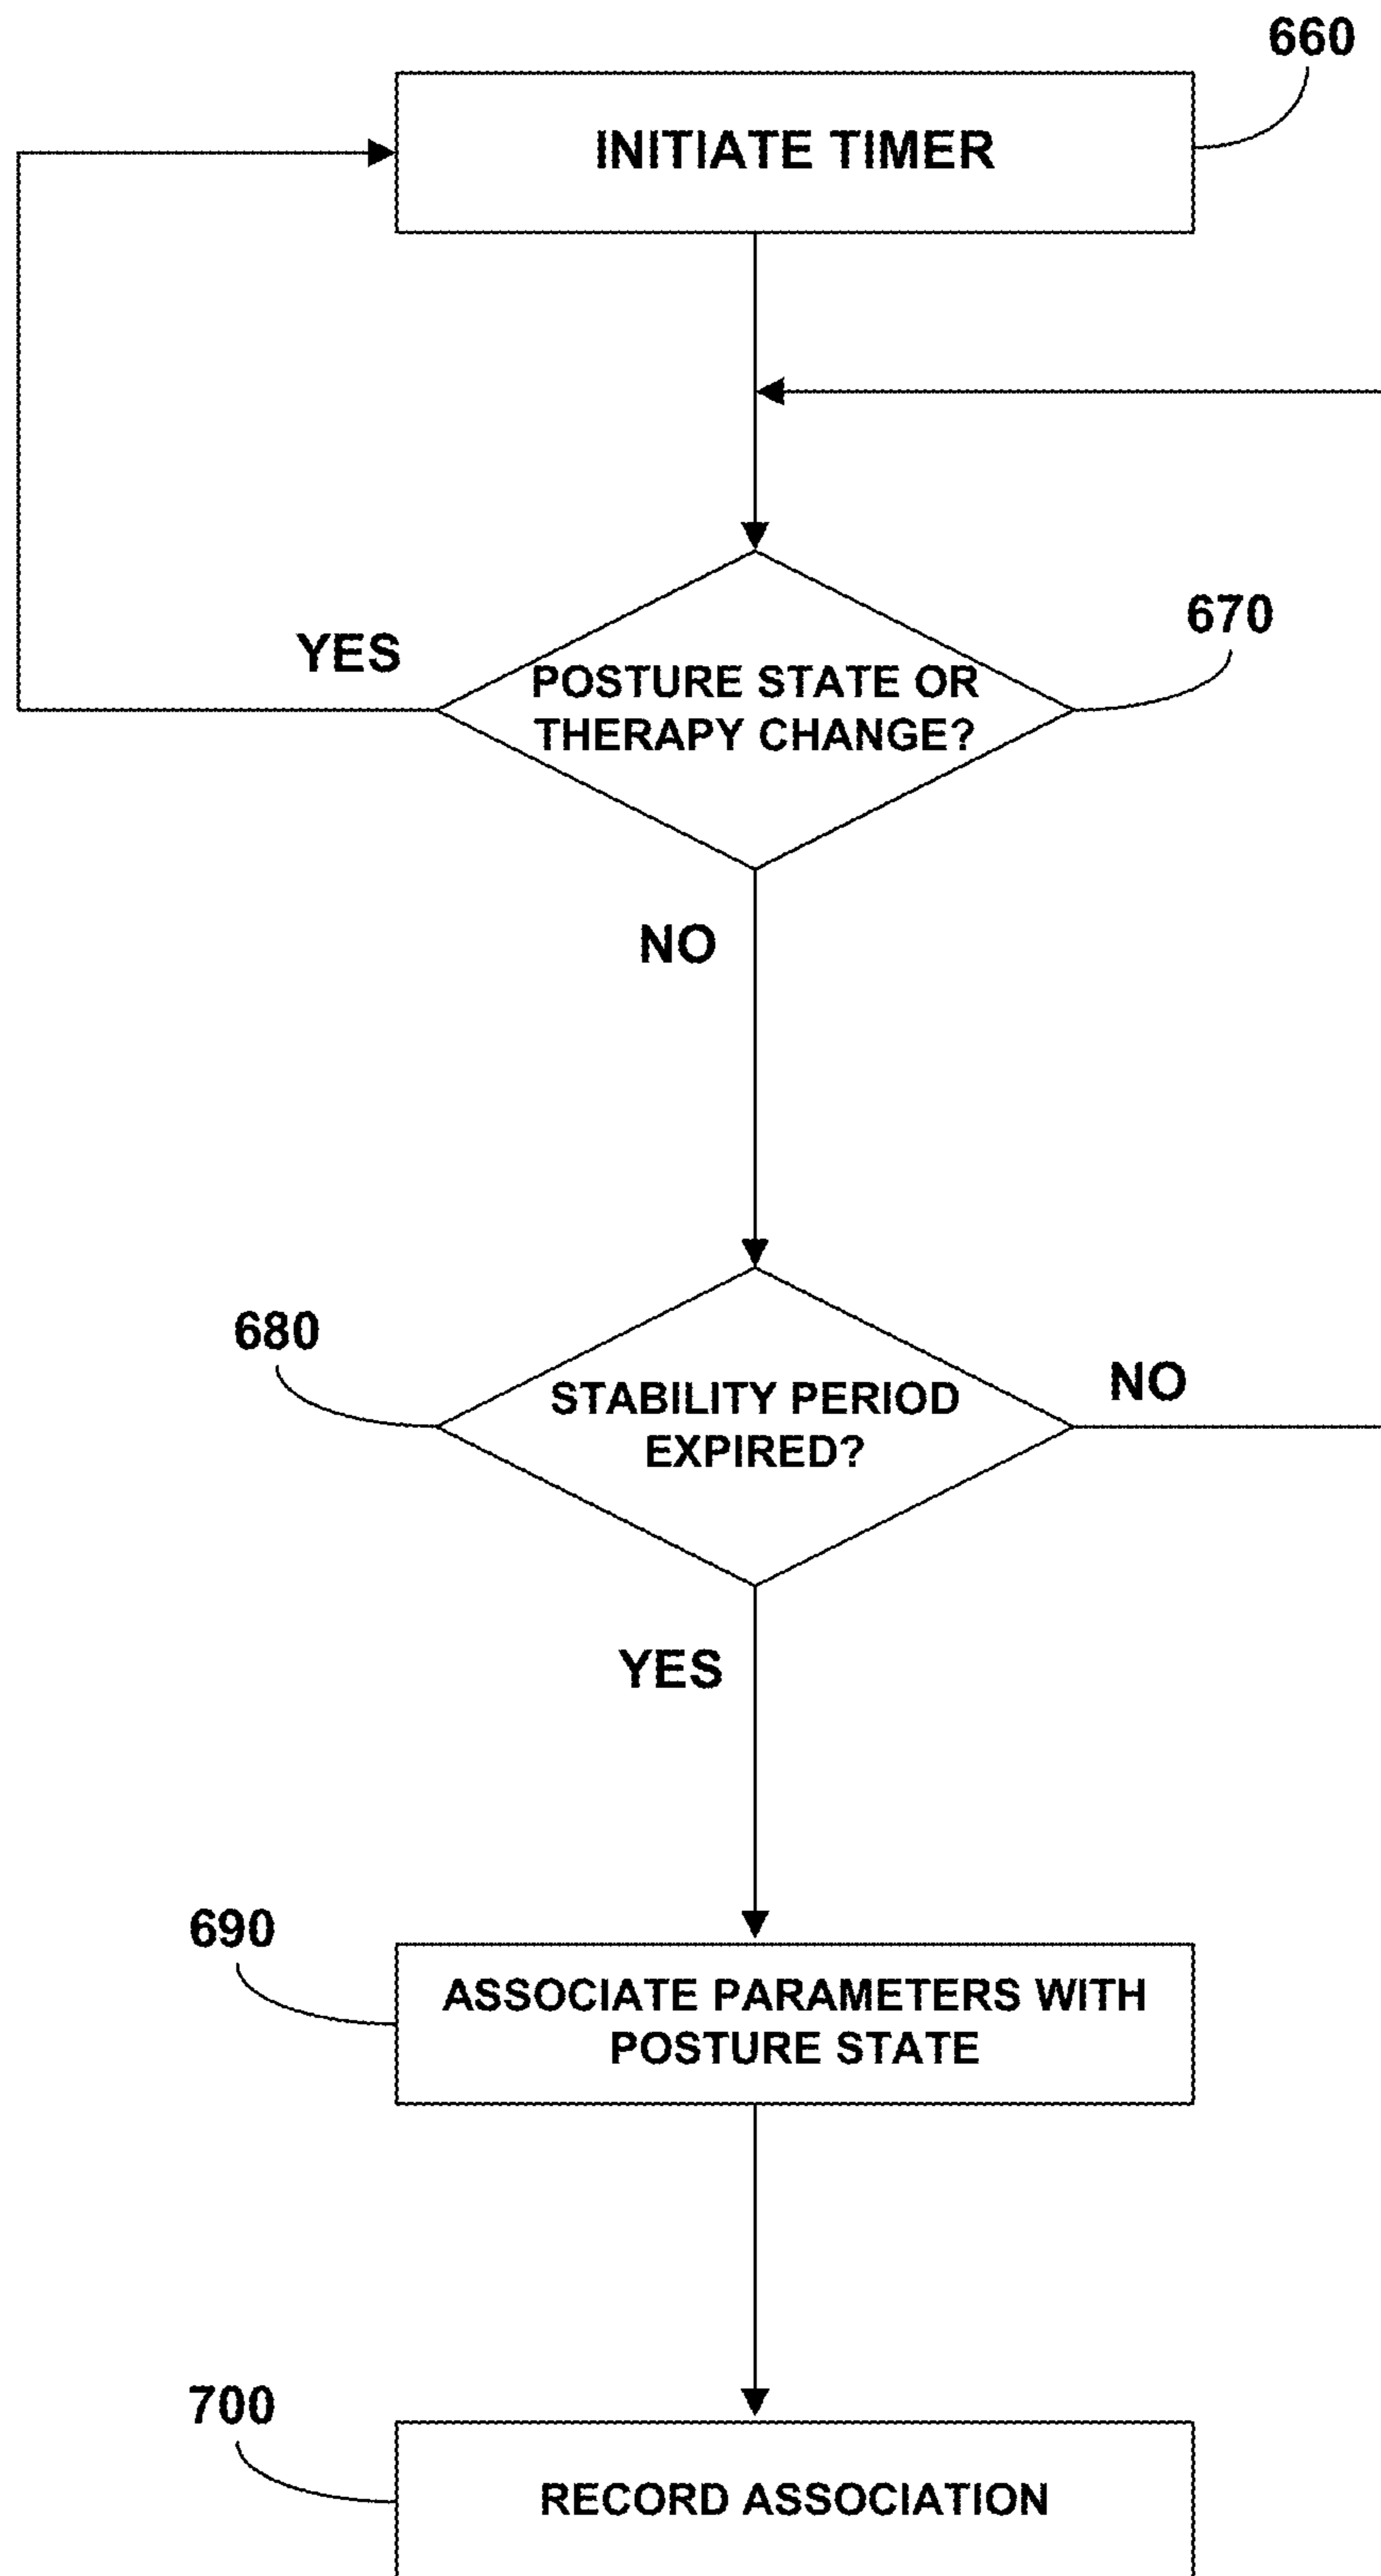 660
INITIATE TIMER
670
YES
POSTURE STATE OR
THERAPY CHANGE?
NO
680
NO
STABILITY PERIOD
EXPIRED?
YES
690
ASSOCIATE PARAMETERS WITH
POSTURE STATE
700
RECORD ASSOCIATION